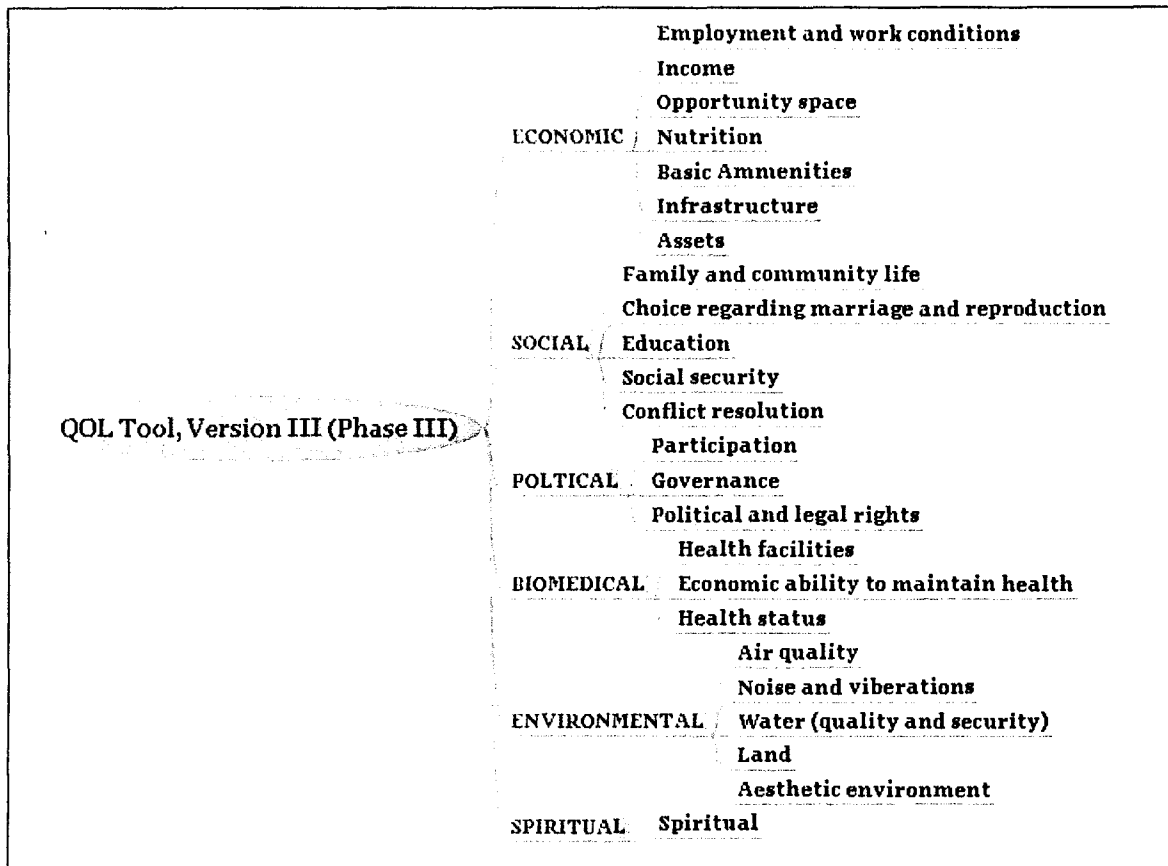 Employment and work conditions
Income
Opportunity space
ECONOMIC Nutrition
Basic Ammenities
Infrastructure
Assets
Family and community life
Choice regarding marriage and reproduction
SOCIAL Education
Social security
Conflict resolution
QOL Tool, Version III (Phase III)
Participation
POLTICAL Governance
Political and legal rights
Health facilities
BIOMEDICAL Economic ability to maintain health
Health status
Air quality
Noise and viberations
ENVIRONMENTAL Water (quality and security)
Land
Aesthetic environment
SPIRITUAL Spiritual